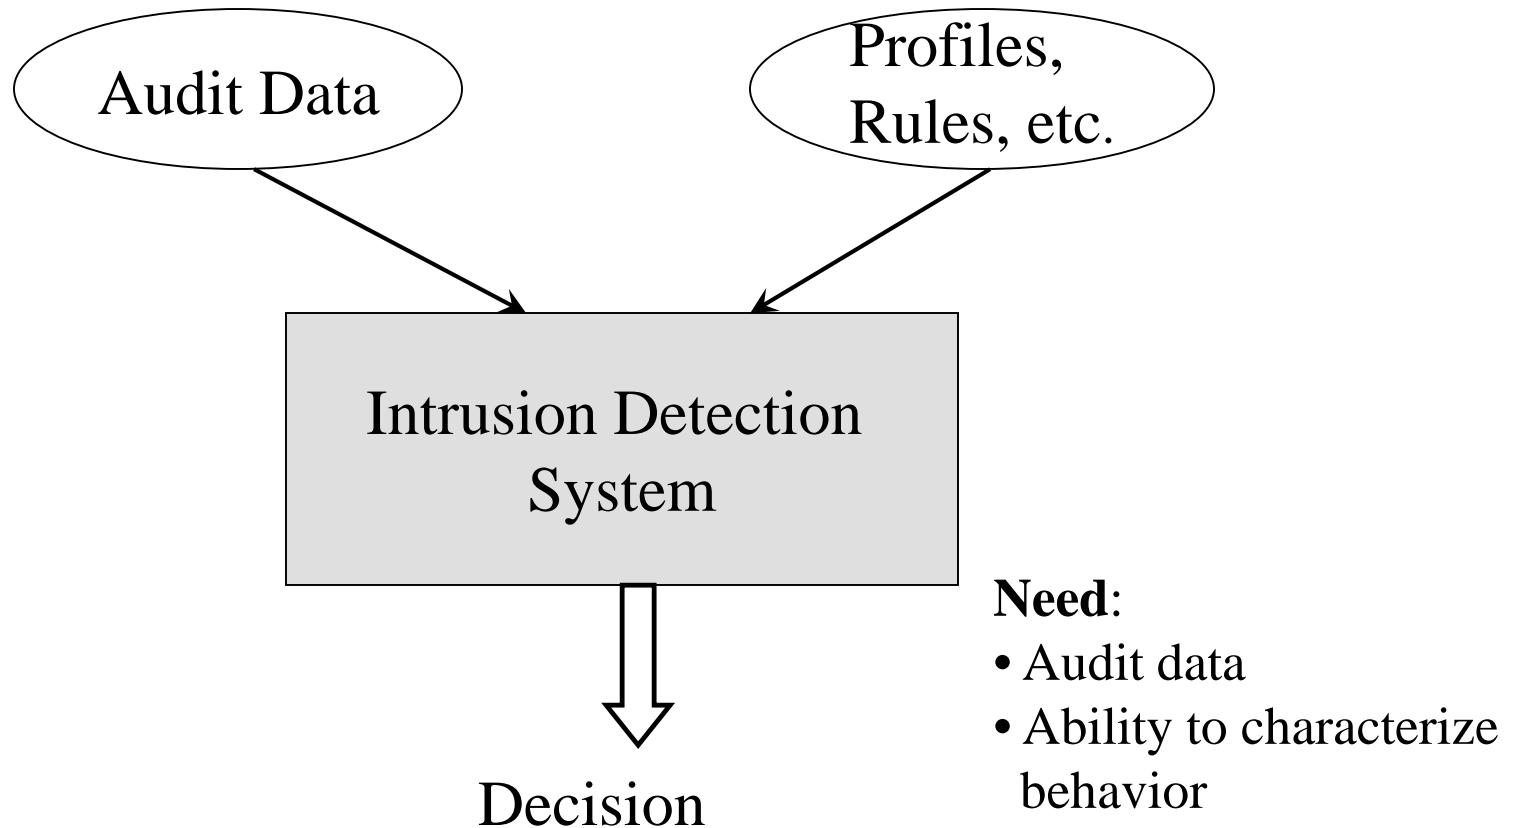 Audit Data
Profiles,
Rules, etc.
Intrusion Detection
System
Need:
• Audit data
• Ability to characterize
behavior
Decision